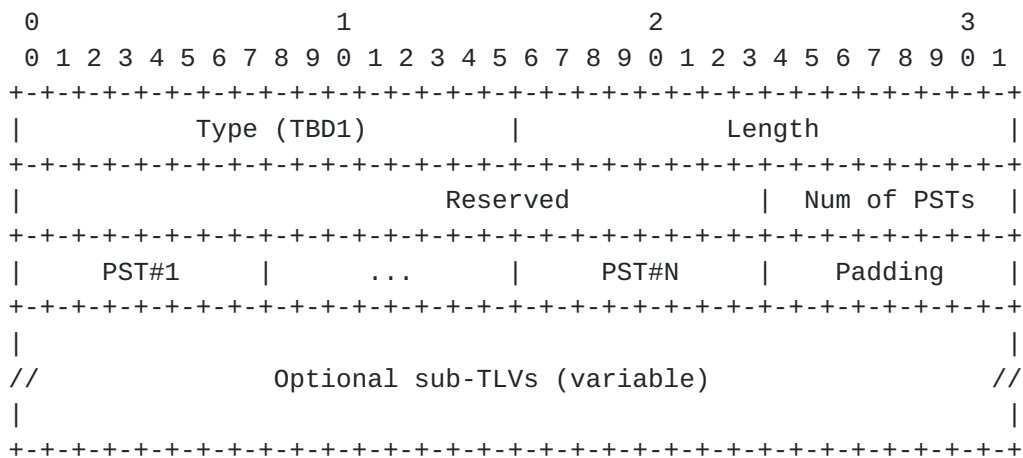 0                   1                   2                   3
 0 1 2 3 4 5 6 7 8 9 0 1 2 3 4 5 6 7 8 9 0 1 2 3 4 5 6 7 8 9 0 1
+-+-+-+-+-+-+-+-+-+-+-+-+-+-+-+-+-+-+-+-+-+-+-+-+-+-+-+-+-+-+-+-+
|           Type (TBD1)         |             Length            |
+-+-+-+-+-+-+-+-+-+-+-+-+-+-+-+-+-+-+-+-+-+-+-+-+-+-+-+-+-+-+-+-+
|                           Reserved            |  Num of PSTs  |
+-+-+-+-+-+-+-+-+-+-+-+-+-+-+-+-+-+-+-+-+-+-+-+-+-+-+-+-+-+-+-+-+
|     PST#1     |      ...      |     PST#N     |    Padding    |
+-+-+-+-+-+-+-+-+-+-+-+-+-+-+-+-+-+-+-+-+-+-+-+-+-+-+-+-+-+-+-+-+
|                                                               |
//               Optional sub-TLVs (variable)                  //
|                                                               |
+-+-+-+-+-+-+-+-+-+-+-+-+-+-+-+-+-+-+-+-+-+-+-+-+-+-+-+-+-+-+-+-+